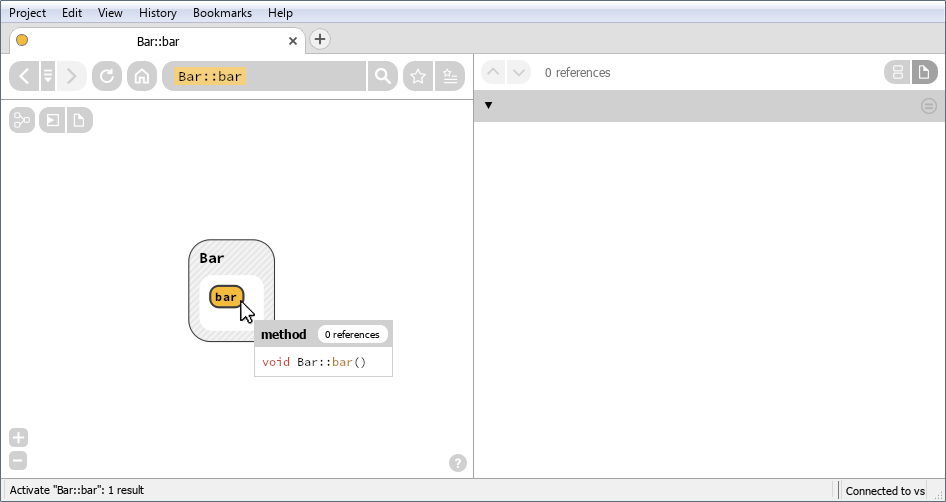 Project Edit View History Bookmarks Help
Bar::bar
Bar::bar
0 references
Bar
bar
method 0 references
void Bar::bar()
?
Activate "Bar::bar": 1 result
Connected to vs